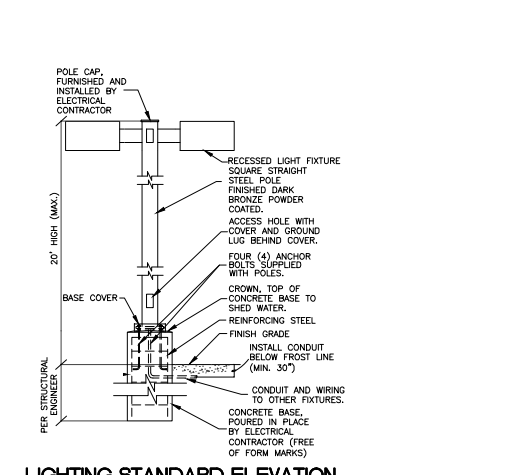 POLE CAP,
FURNISHED AND
INSTALLED BY
ELECTRICAL
CONTRACTOR
RECESSED LIGHT FIXTURE
SQUARE STRAIGHT
STEEL POLE
FINISHED DARK
BRONZE POWDER
COATED.
20' HIGH (MAX.)
ACCESS HOLE WITH
COVER AND GROUND
LUG BEHIND COVER.
FOUR (4) ANCHOR
BOLTS SUPPLIED
WITH POLES.
BASE COVER
CROWN, TOP OF
CONCRETE BASE TO
SHED WATER.
REINFORCING STEEL
FINISH GRADE
INSTALL CONDUIT
BELOW FROST LINE
(MIN. 30")
PER STRUCTURAL
ENGINEER
CONDUIT AND WIRING
TO OTHER FIXTURES.
CONCRETE BASE,
POURED IN PLACE
BY ELECTRICAL
CONTRACTOR (FREE
OF FORM MARKS)
LIGHTING STANDARD ELEVATION